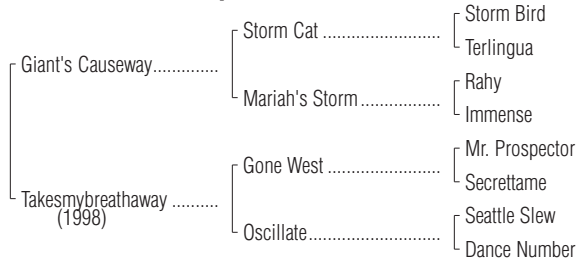 Storm Bird
Storm Cat ........................
Terlingua
Giant's Causeway..............
Rahy
Mariah's Storm .................
Immense
Mr. Prospector
Gone West ........................
Secrettame
Takesmybreathaway ..........
(1998)
Seattle Slew
Oscillate............................
Dance Number